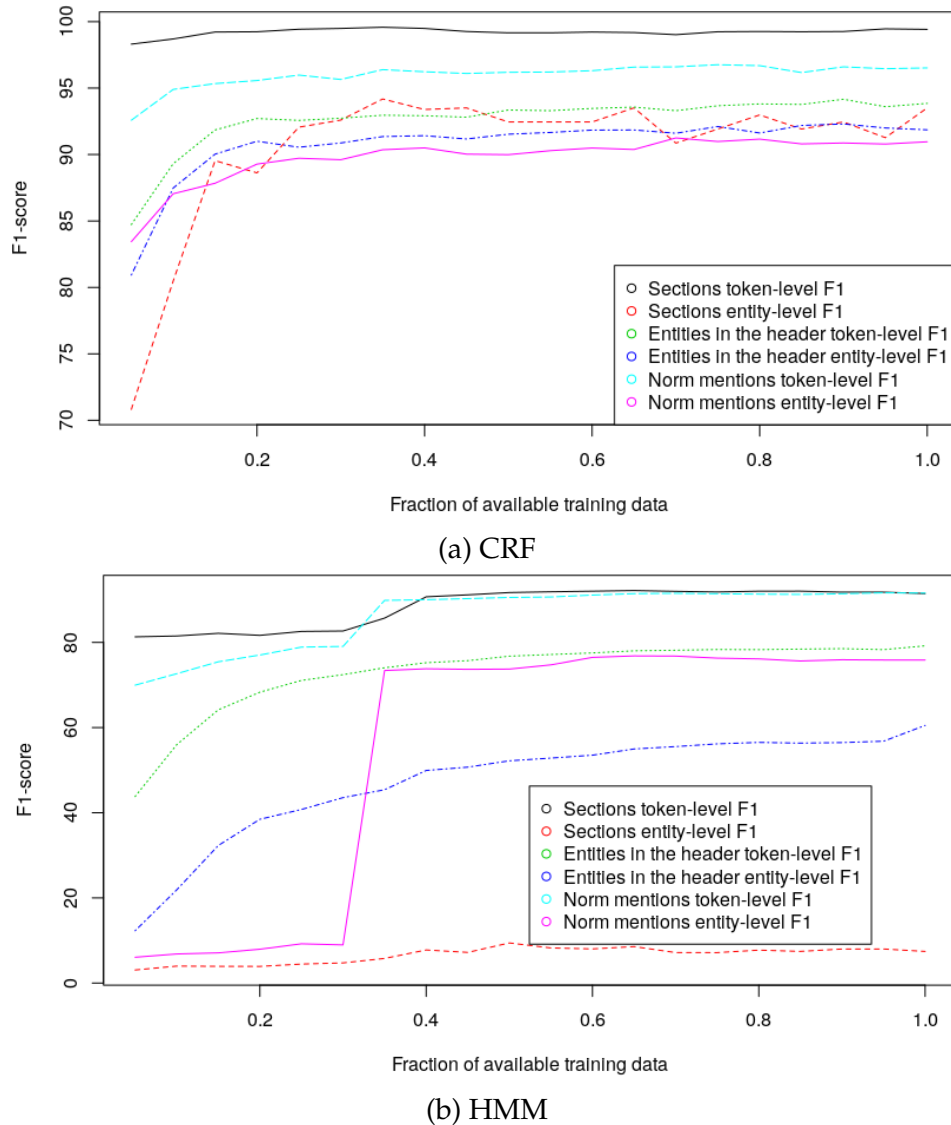 100
95
90
85
80
75
70
F1-score
Sections token-level F1
Sections entity-level F1
Entities in the header token-level F1
Entities in the header entity-level F1
Norm mentions token-level F1
Norm mentions entity-level F1
0.2 0.4 0.6 0.8 1.0
Fraction of available training data
(a) CRF
80
60
40
20
0
F1-score
Sections token-level F1
Sections entity-level F1
Entities in the header token-level F1
Entities in the header entity-level F1
Norm mentions token-level F1
Norm mentions entity-level F1
0.2 0.4 0.6 0.8 1.0
Fraction of available training data
(b) HMM